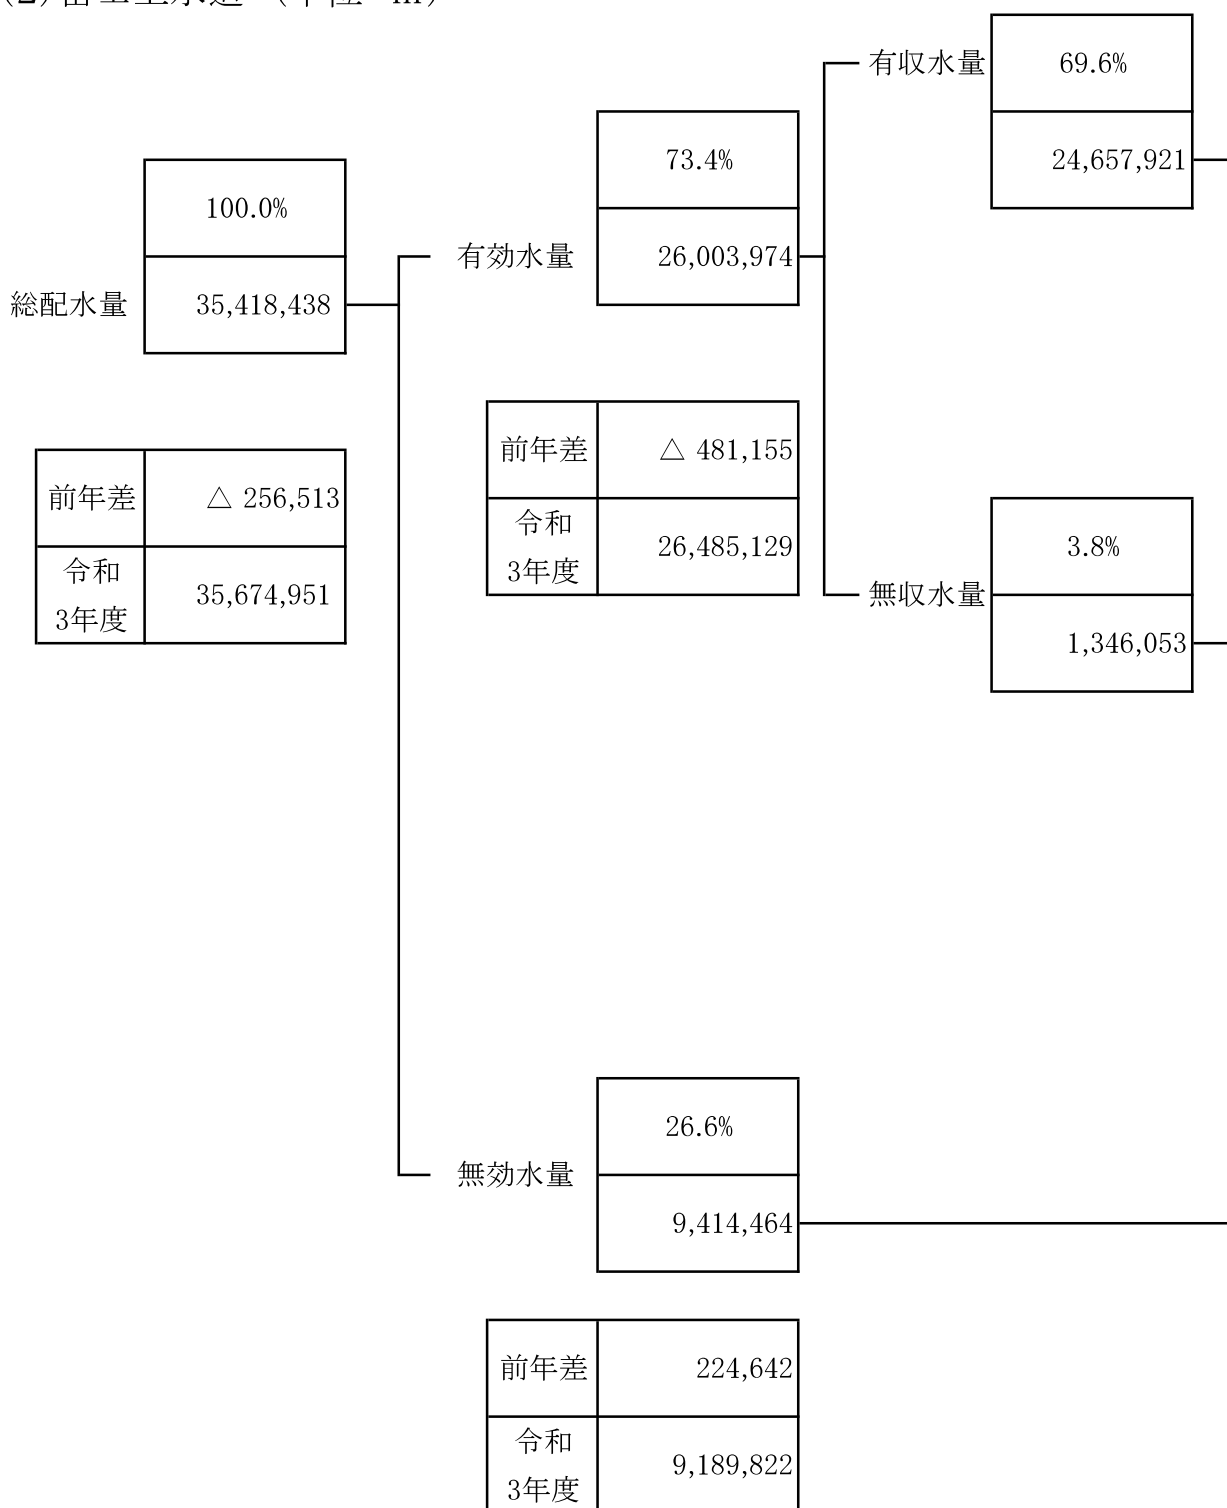 有収水量
69.6%
24,657,921
73.4%
有効水量
26,003,974
100.0%
総配水量
35,418,438
前年差
△ 481,155
令和
3年度
26,485,129
前年差
△ 256,513
令和
3年度
35,674,951
3.8%
無収水量
1,346,053
26.6%
無効水量
9,414,464
前年差
224,642
令和
3年度
9,189,822